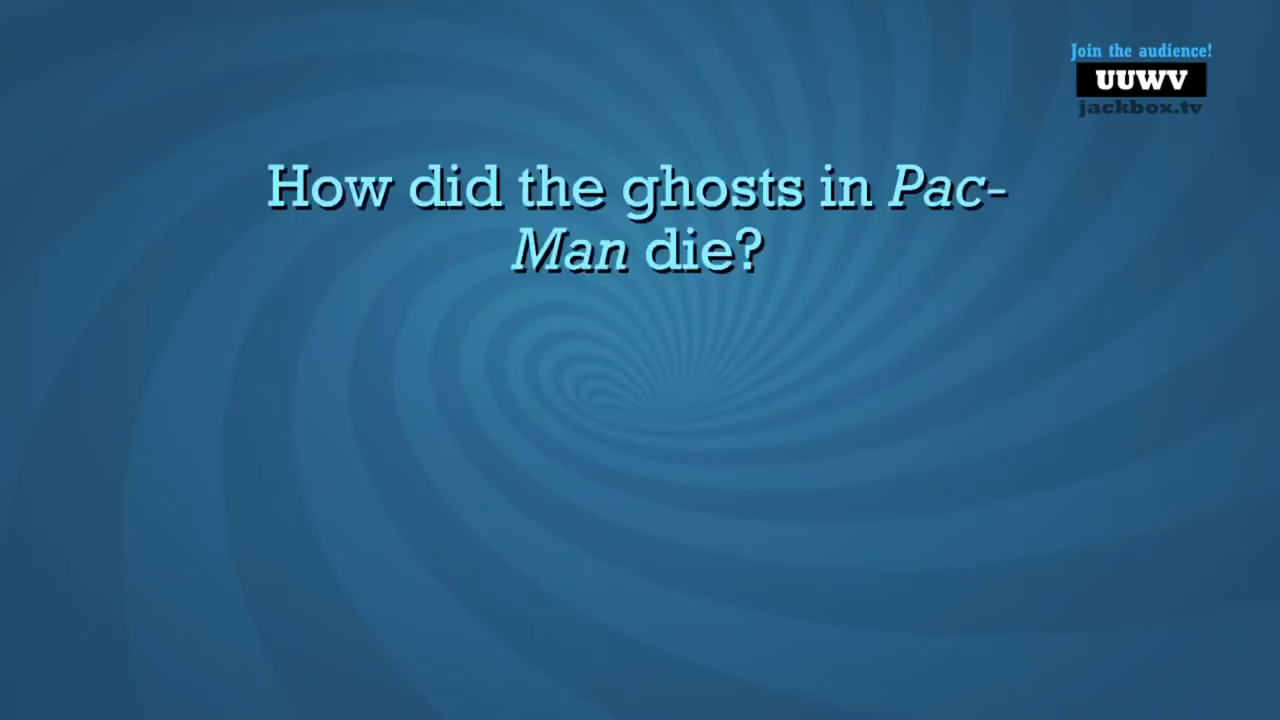 Join the audience!
UUWV
jackbox.tv
How did the ghosts in Pac-
Man die?